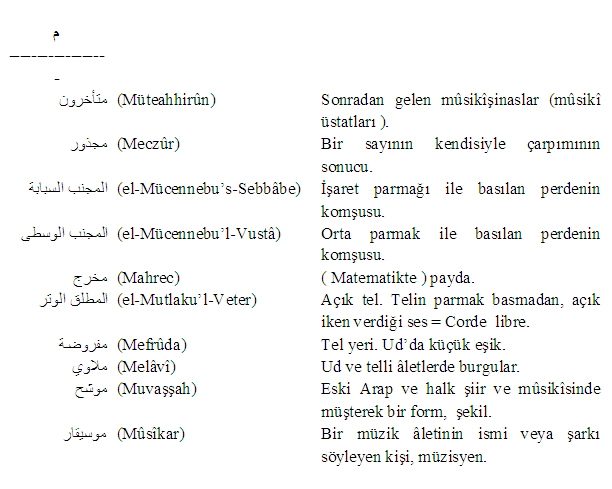 م
------------------
-
متأخرون (Müteahhirûn) Sonradan gelen mûsikîşinaslar (mûsikî
üstatları ).
مجذور (Meczûr) Bir sayının kendisiyle çarpımının
sonucu.
المجنب السبابة (el-Mücennebu’s-Sebbâbe) İşaret parmağı ile basılan perdenin
komşusu.
المجنب الوسطى (el-Mücennebu’l-Vustâ) Orta parmak ile basılan perdenin
komşusu.
مخرج (Mahrec) ( Matematikte ) payda.
المطلق الوتر (el-Mutlaku’l-Veter) Açık tel. Telin parmak basmadan, açık
iken verdiği ses = Corde libre.
مفروضة (Mefrûda) Tel yeri. Ud’da küçük eşik.
ملاوي (Melâvî) Ud ve telli âletlerde burgular.
موشح (Muvaşşah) Eski Arap ve halk şiir ve mûsikîsinde
müşterek bir form, şekil.
موسيقار (Mûsîkar) Bir müzik âletinin ismi veya şarkı
söyleyen kişi, müzisyen.